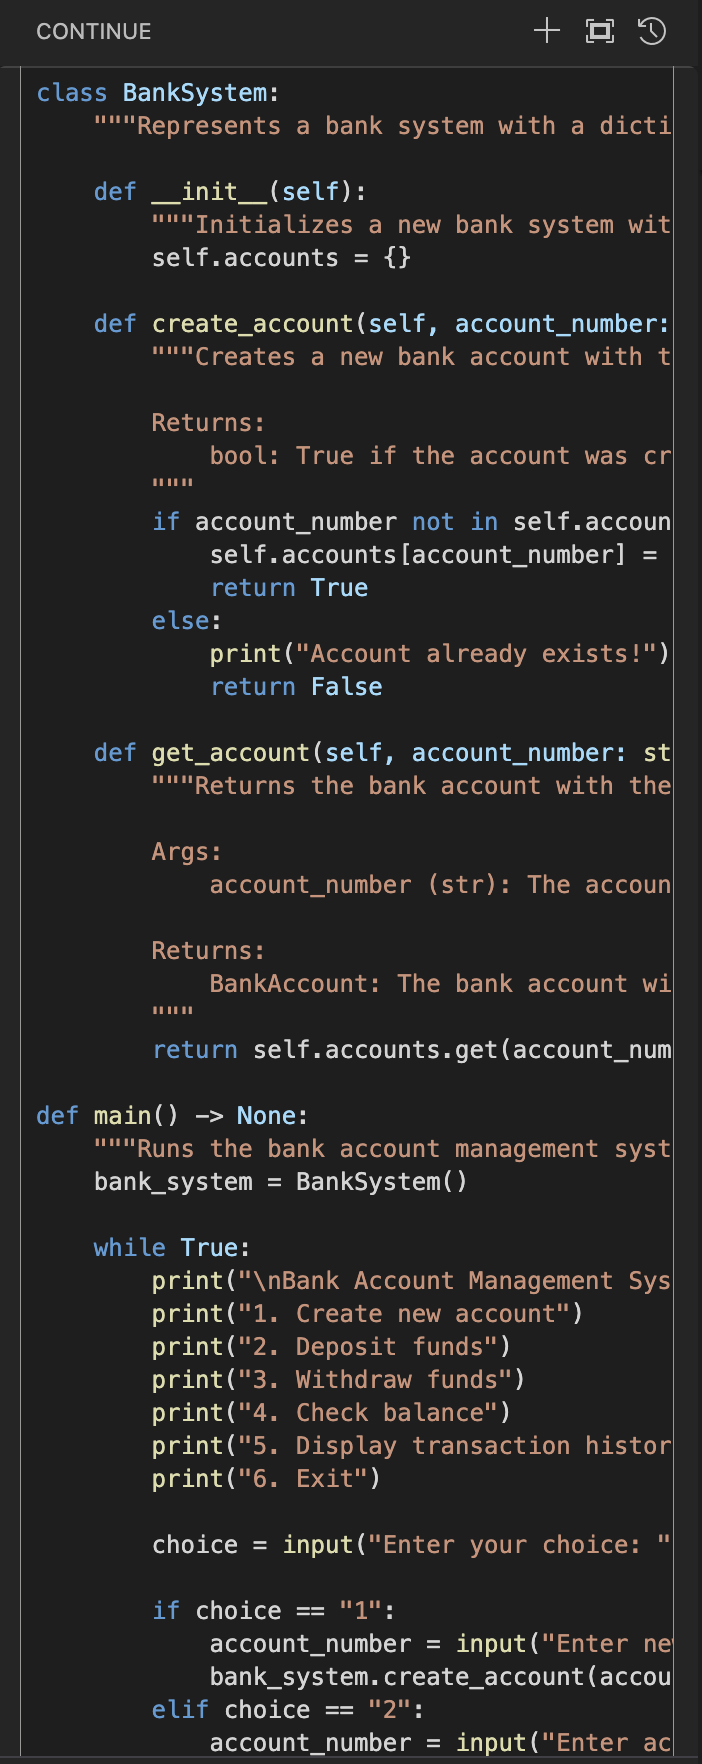 CONTINUE
class BankSystem:
    """Represents a bank system with a dicti
    def __init__(self):
        """Initializes a new bank system wit
        self.accounts = {}
    def create_account(self, account_number:
        """Creates a new bank account with t
        Returns:
            bool: True if the account was cr
        """
        if account_number not in self.accoun
            self.accounts[account_number] =
            return True
        else:
            print("Account already exists!")
            return False
    def get_account(self, account_number: st
        """Returns the bank account with the
        Args:
            account_number (str): The accoun
        Returns:
            BankAccount: The bank account wi
        """
        return self.accounts.get(account_num
def main() -> None:
    """Runs the bank account management syst
    bank_system = BankSystem()
    while True:
        print("\nBank Account Management Sys
        print("1. Create new account")
        print("2. Deposit funds")
        print("3. Withdraw funds")
        print("4. Check balance")
        print("5. Display transaction histor
        print("6. Exit")
        choice = input("Enter your choice: "
        if choice == "1":
            account_number = input("Enter ne
            bank_system.create_account(accou
        elif choice == "2":
            account_number = input("Enter ac